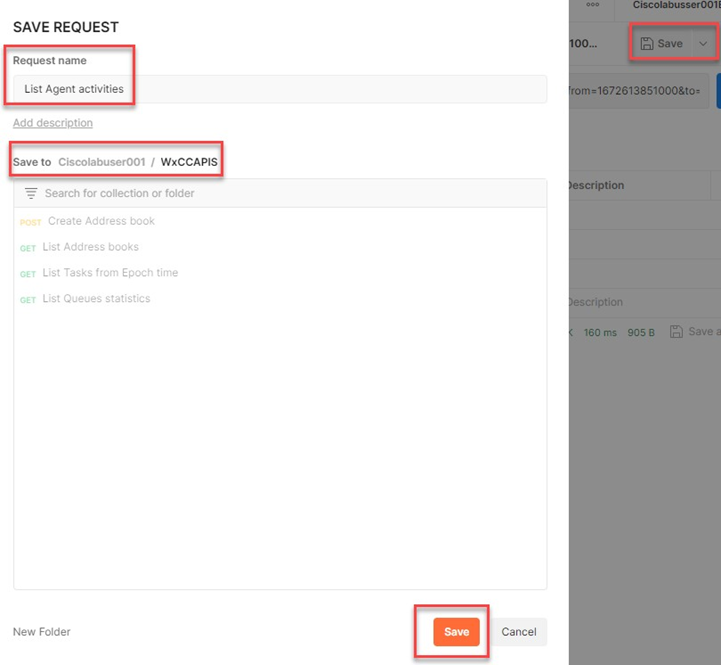 SAVE REQUEST
Request name
List Agent activities
Add description
Save to Ciscolabuser001 / WxCCAPIS
Search for collection or folder
POST Create Address book
GET List Address books
GET List Tasks from Epoch time
GET List Queues statistics
New Folder
Save
Cancel
Ciscolabusser001
100...
Save
from=1672613851000&to=
Description
Description
160 ms 905 B Save a